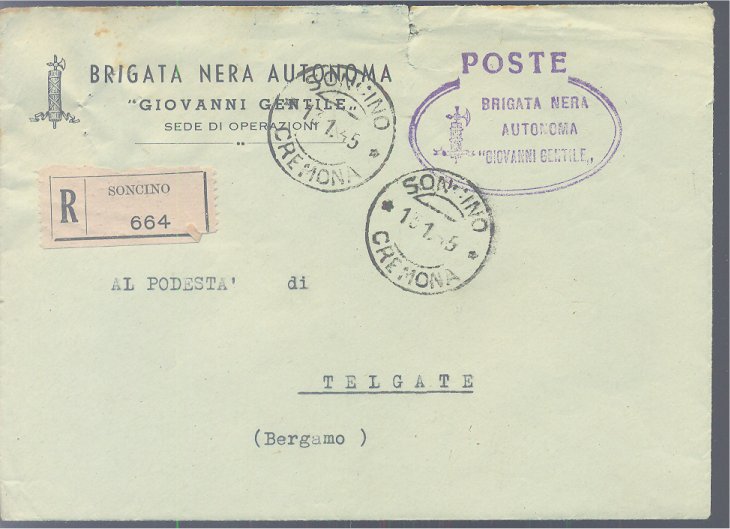 BRIGATA NERA AUTONOMA
"GIOVANNI GENTILE„
SEDE DI OPERAZIONI
POSTE
BRIGATA NERA
AUTONOMA
"GIOVANNI GENTILE„
SONCINO
CREMONA
R
SONCINO
664
SONCINO
CREMONA
AL PODESTA' di
TELGATE
(Bergamo )